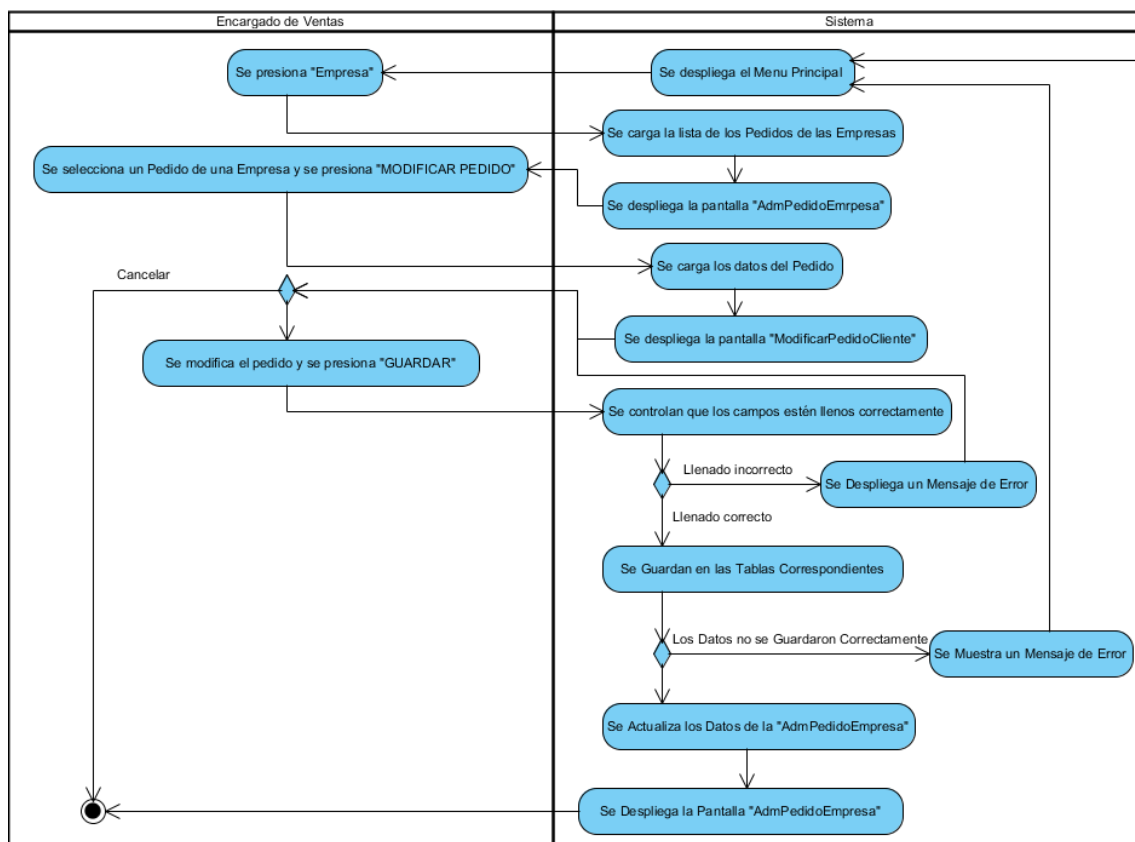 Encargado de Ventas
Sistema
Se presiona "Empresa"
Se despliega el Menu Principal
Se carga la lista de los Pedidos de las Empresas
Se selecciona un Pedido de una Empresa y se presiona "MODIFICAR PEDIDO"
Se despliega la pantalla "AdmPedidoEmrpesa"
Se carga los datos del Pedido
Cancelar
Se despliega la pantalla "ModificarPedidoCliente"
Se modifica el pedido y se presiona "GUARDAR"
Se controlan que los campos estén llenos correctamente
Llenado incorrecto
Se Despliega un Mensaje de Error
Llenado correcto
Se Guardan en las Tablas Correspondientes
Los Datos no se Guardaron Correctamente
Se Muestra un Mensaje de Error
Se Actualiza los Datos de la "AdmPedidoEmpresa"
Se Despliega la Pantalla "AdmPedidoEmpresa"